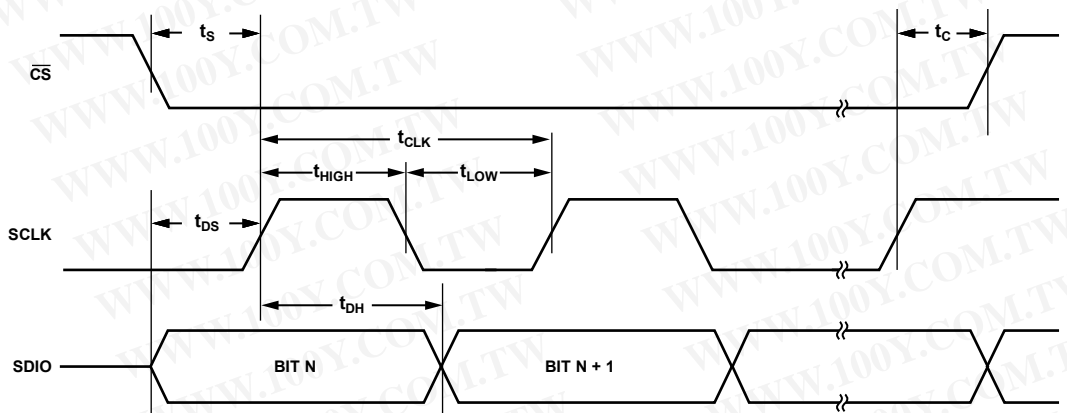 tS
tC
CS
tCLK
tHIGH
tLOW
tDS
SCLK
tDH
SDIO
BIT N
BIT N + 1
WWW.100Y.COM.TW